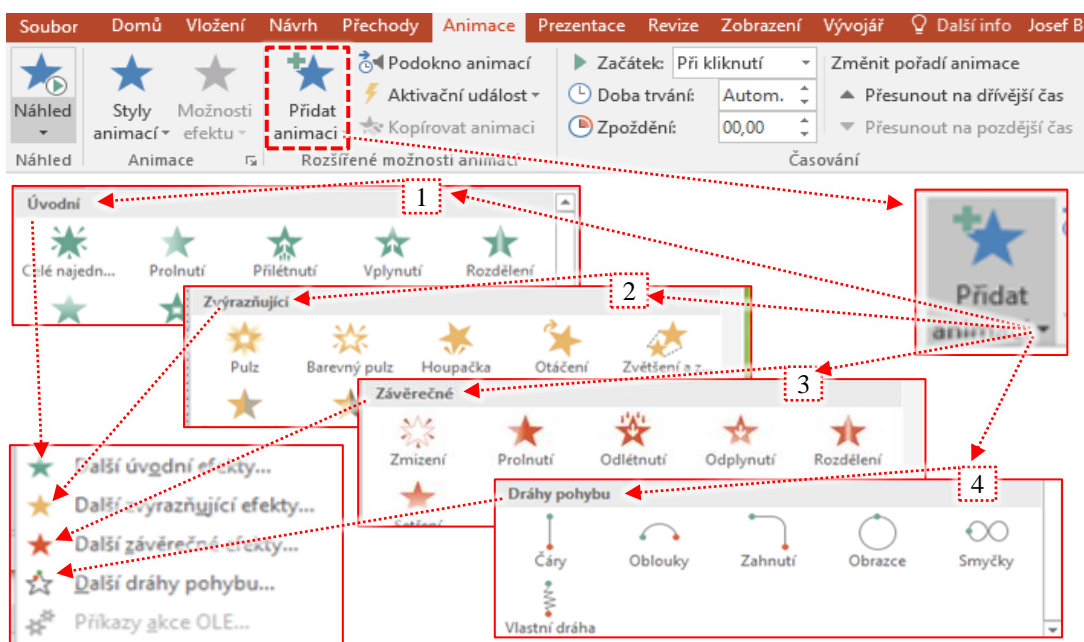 Soubor Domů Vložení Návrh Přechody Animace Prezentace Revize Zobrazení Vývojář Další info Josef B
Náhled
Styly animací
Možnosti efektu
Přidat animaci
Podokno animací
Aktivační událost
Kopírovat animaci
Začátek: Při kliknutí
Doba trvání: Autom.
Zpoždění: 00,00
Změnit pořadí animace
Přesunout na dřívější čas
Přesunout na pozdější čas
Náhled Animace Rozšířené možnosti animací Časování
1
Úvodní
Celé najedn... Prolnutí Přilétnutí Vplynutí Rozdělení
Přidat
2
Zvýrazňující
Pulz Barevný pulz Houpačka Otáčení Zvětšení a z...
3
Závěrečné
Zmizení Prolnutí Odlétnutí Odplynutí Rozdělení
Setření
4
Dráhy pohybu
Čáry Oblouky Zahnutí Obrazce Smyčky
Vlastní dráha
Další úvodní efekty...
Další zvýrazňující efekty...
Další závěrečné efekty...
Další dráhy pohybu...
Příkazy akce OLE...